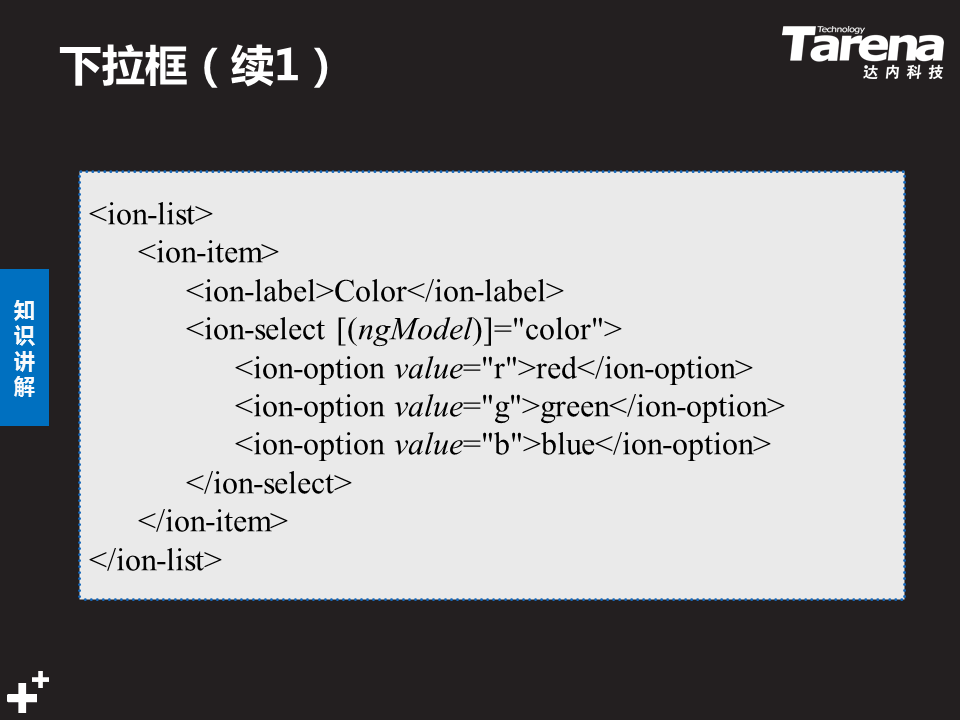 下拉框（续1）
Technology
Tarena
达内科技
知识讲解
<ion-list>
<ion-item>
<ion-label>Color</ion-label>
<ion-select [(ngModel)]="color">
<ion-option value="r">red</ion-option>
<ion-option value="g">green</ion-option>
<ion-option value="b">blue</ion-option>
</ion-select>
</ion-item>
</ion-list>